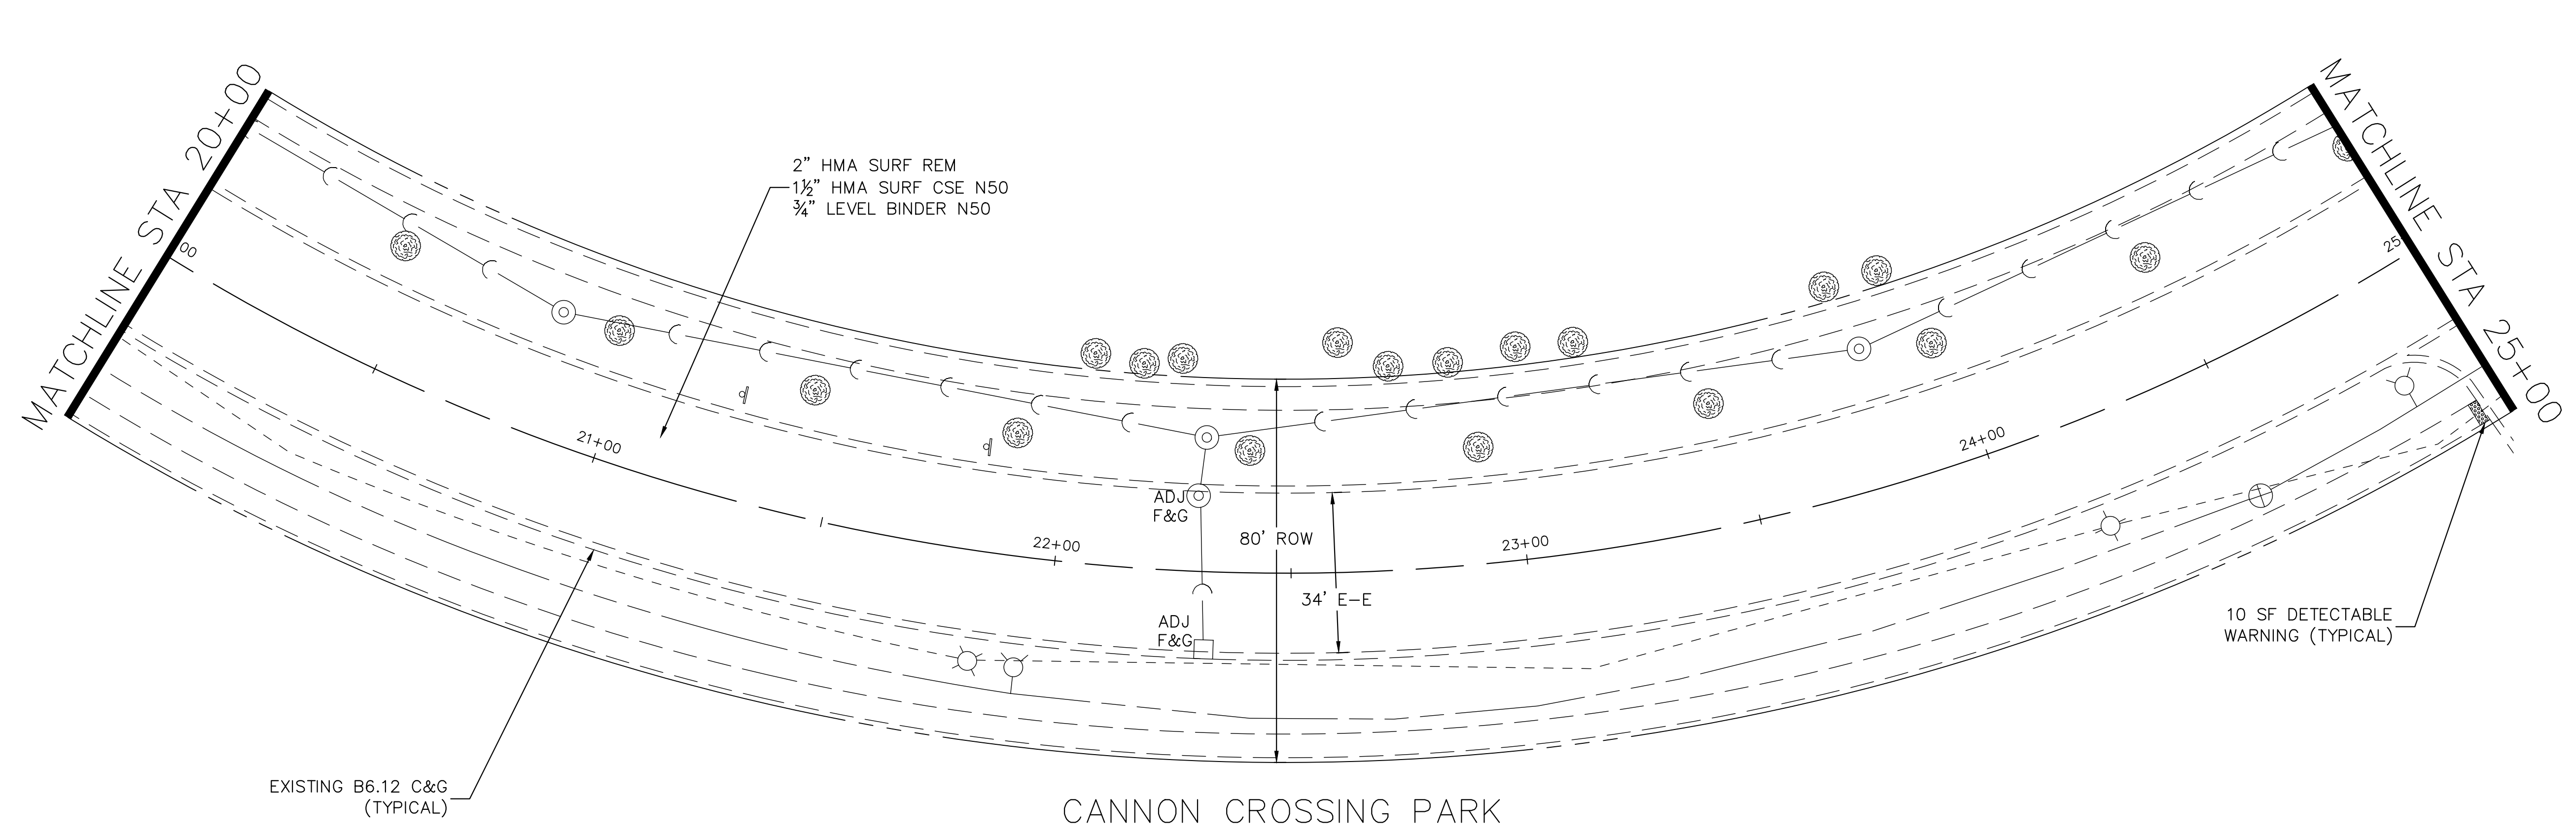 MATCHLINE STA 20+00
MATCHLINE STA 25+00
2” HMA SURF REM
1½” HMA SURF CSE N50
¾” LEVEL BINDER N50
00
25
21+00
24+00
ADJ
F&G
22+00
80’ ROW
23+00
34’ E–E
ADJ
F&G
10 SF DETECTABLE
WARNING (TYPICAL)
EXISTING B6.12 C&G
(TYPICAL)
CANNON CROSSING PARK